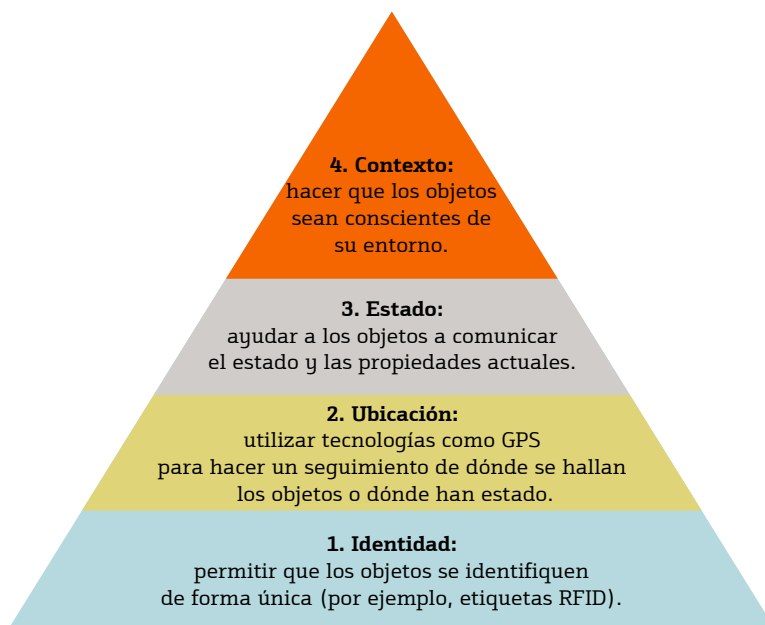 4. Contexto:
hacer que los objetos
sean conscientes de
su entorno.
3. Estado:
ayudar a los objetos a comunicar
el estado y las propiedades actuales.
2. Ubicación:
utilizar tecnologías como GPS
para hacer un seguimiento de dónde se hallan
los objetos o dónde han estado.
1. Identidad:
permitir que los objetos se identifiquen
de forma única (por ejemplo, etiquetas RFID).